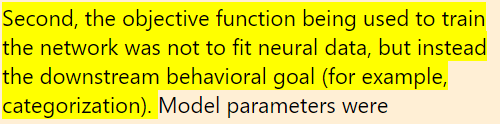 Second, the objective function being used to train
the network was not to fit neural data, but instead
the downstream behavioral goal (for example,
categorization). Model parameters were